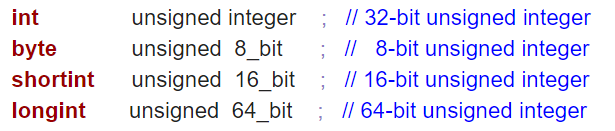 int unsigned integer ; // 32-bit unsigned integer
byte unsigned 8_bit ; // 8-bit unsigned integer
shortint unsigned 16_bit ; // 16-bit unsigned integer
longint unsigned 64_bit ; // 64-bit unsigned integer